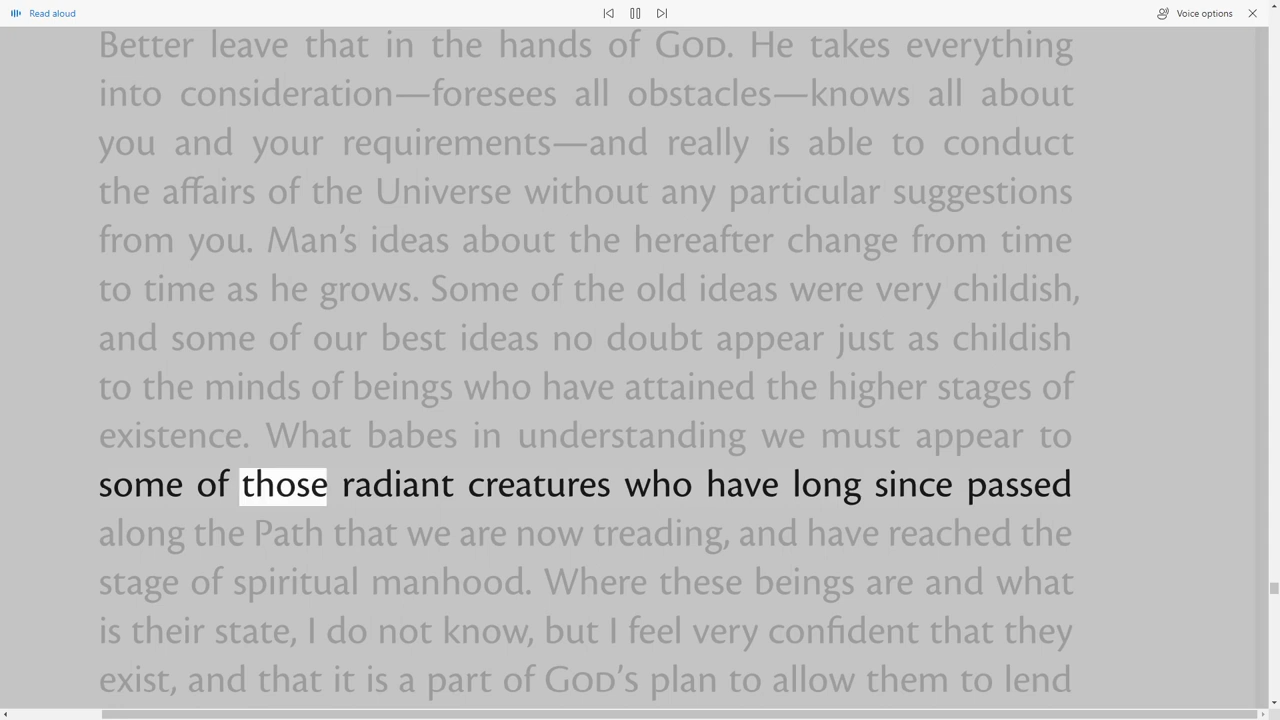 Read aloud
Voice options
Better leave that in the hands of GOD. He takes everything
into consideration—foresees all obstacles—knows all about
you and your requirements—and really is able to conduct
the affairs of the Universe without any particular suggestions
from you. Man’s ideas about the hereafter change from time
to time as he grows. Some of the old ideas were very childish,
and some of our best ideas no doubt appear just as childish
to the minds of beings who have attained the higher stages of
existence. What babes in understanding we must appear to
some of those radiant creatures who have long since passed
along the Path that we are now treading, and have reached the
stage of spiritual manhood. Where these beings are and what
is their state, I do not know, but I feel very confident that they
exist, and that it is a part of GOD’S plan to allow them to lend